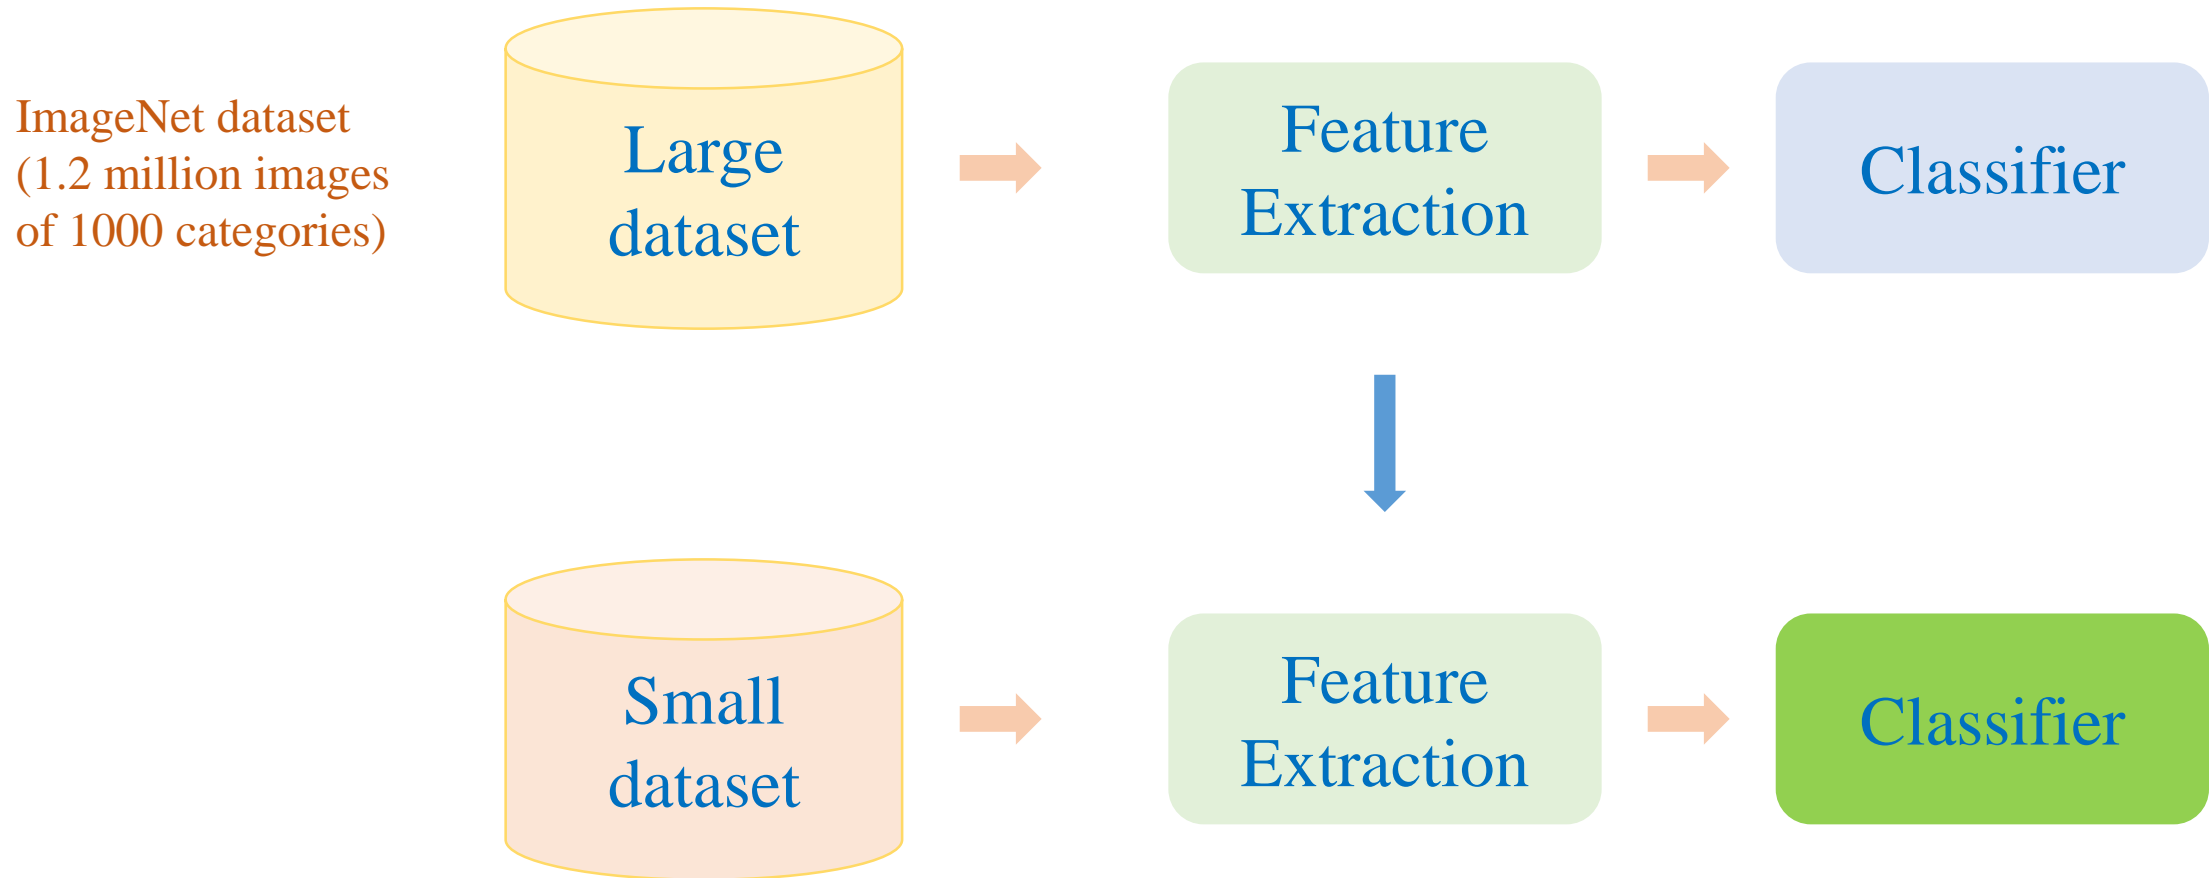 ImageNet dataset
(1.2 million images
of 1000 categories)
Large
dataset
Feature
Extraction
Classifier
Small
dataset
Feature
Extraction
Classifier